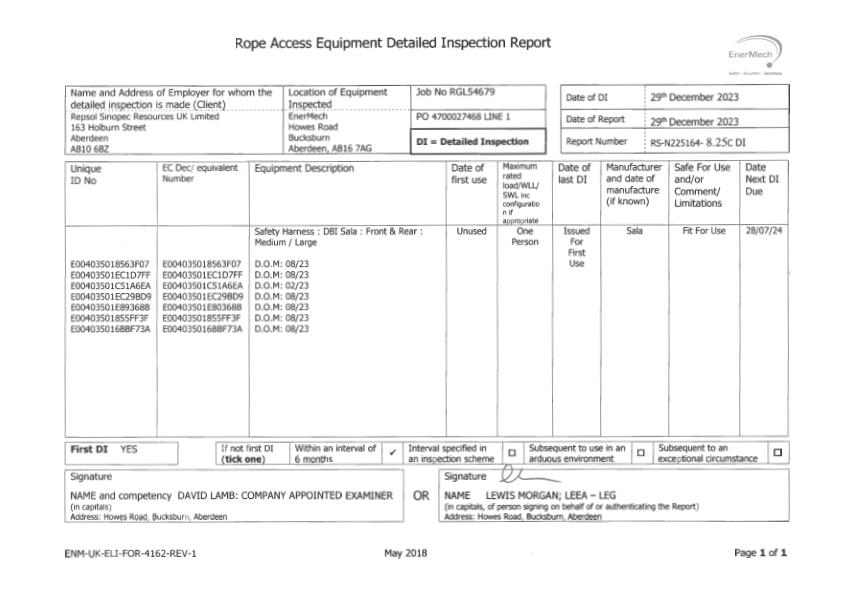 Rope Access Equipment Detailed Inspection Report
EnerMech
Name and Address of Employer for whom the detailed inspection is made (Client)
Repsol Sinopec Resources UK Limited
163 Holburn Street
Aberdeen
AB10 6BZ
Location of Equipment Inspected
EnerMech
Howes Road
Bucksburn
Aberdeen, AB16 7AG
Job No RGL54679
PO 4700027468 LINE 1
DI = Detailed Inspection
Date of DI 29th December 2023
Date of Report 29th December 2023
Report Number RS-N225164- 8.25C DI
Unique ID No
EC Dec/ equivalent Number
Equipment Description
Date of first use
Maximum rated load/WLL/ SWL inc configuratio n if appropriate
Date of last DI
Manufacturer and date of manufacture (if known)
Safe For Use and/or Comment/ Limitations
Date Next DI Due
Safety Harness : DBI Sala : Front & Rear : Medium / Large
Unused
One Person
Issued For First Use
Sala
Fit For Use
28/07/24
E004035018563F07 E004035018563F07 D.O.M: 08/23
E00403501EC1D7FF E00403501EC1D7FF D.O.M: 08/23
E00403501C51A6EA E00403501C51A6EA D.O.M: 02/23
E00403501EC29BD9 E00403501EC29BD9 D.O.M: 08/23
E00403501E89368B E00403501E80368B D.O.M: 08/23
E00403501855FF3F E00403501855FF3F D.O.M: 08/23
E0040350168BF73A E0040350168BF73A D.O.M: 08/23
First DI YES
If not first DI (tick one)
Within an interval of 6 months ✓
Interval specified in an inspection scheme
Subsequent to use in an arduous environment
Subsequent to an exceptional circumstance
Signature
NAME and competency DAVID LAMB: COMPANY APPOINTED EXAMINER
(in capitals)
Address: Howes Road, Bucksburn, Aberdeen
OR
Signature
NAME LEWIS MORGAN; LEEA – LEG
(in capitals, of person signing on behalf of or authenticating the Report)
Address: Howes Road, Bucksburn, Aberdeen
ENM-UK-ELI-FOR-4162-REV-1
May 2018
Page 1 of 1